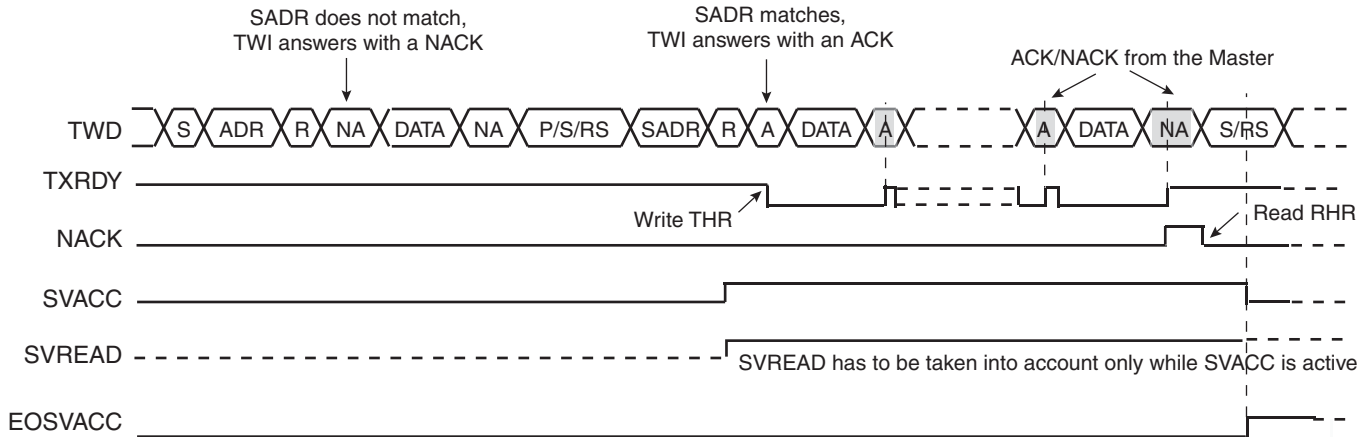 SADR does not match,
TWI answers with a NACK
SADR matches,
TWI answers with an ACK
ACK/NACK from the Master
TWD S ADR R NA DATA NA P/S/RS SADR R A DATA A A DATA NA S/RS
TXRDY
Write THR
Read RHR
NACK
SVACC
SVREAD
SVREAD has to be taken into account only while SVACC is active
EOSVACC